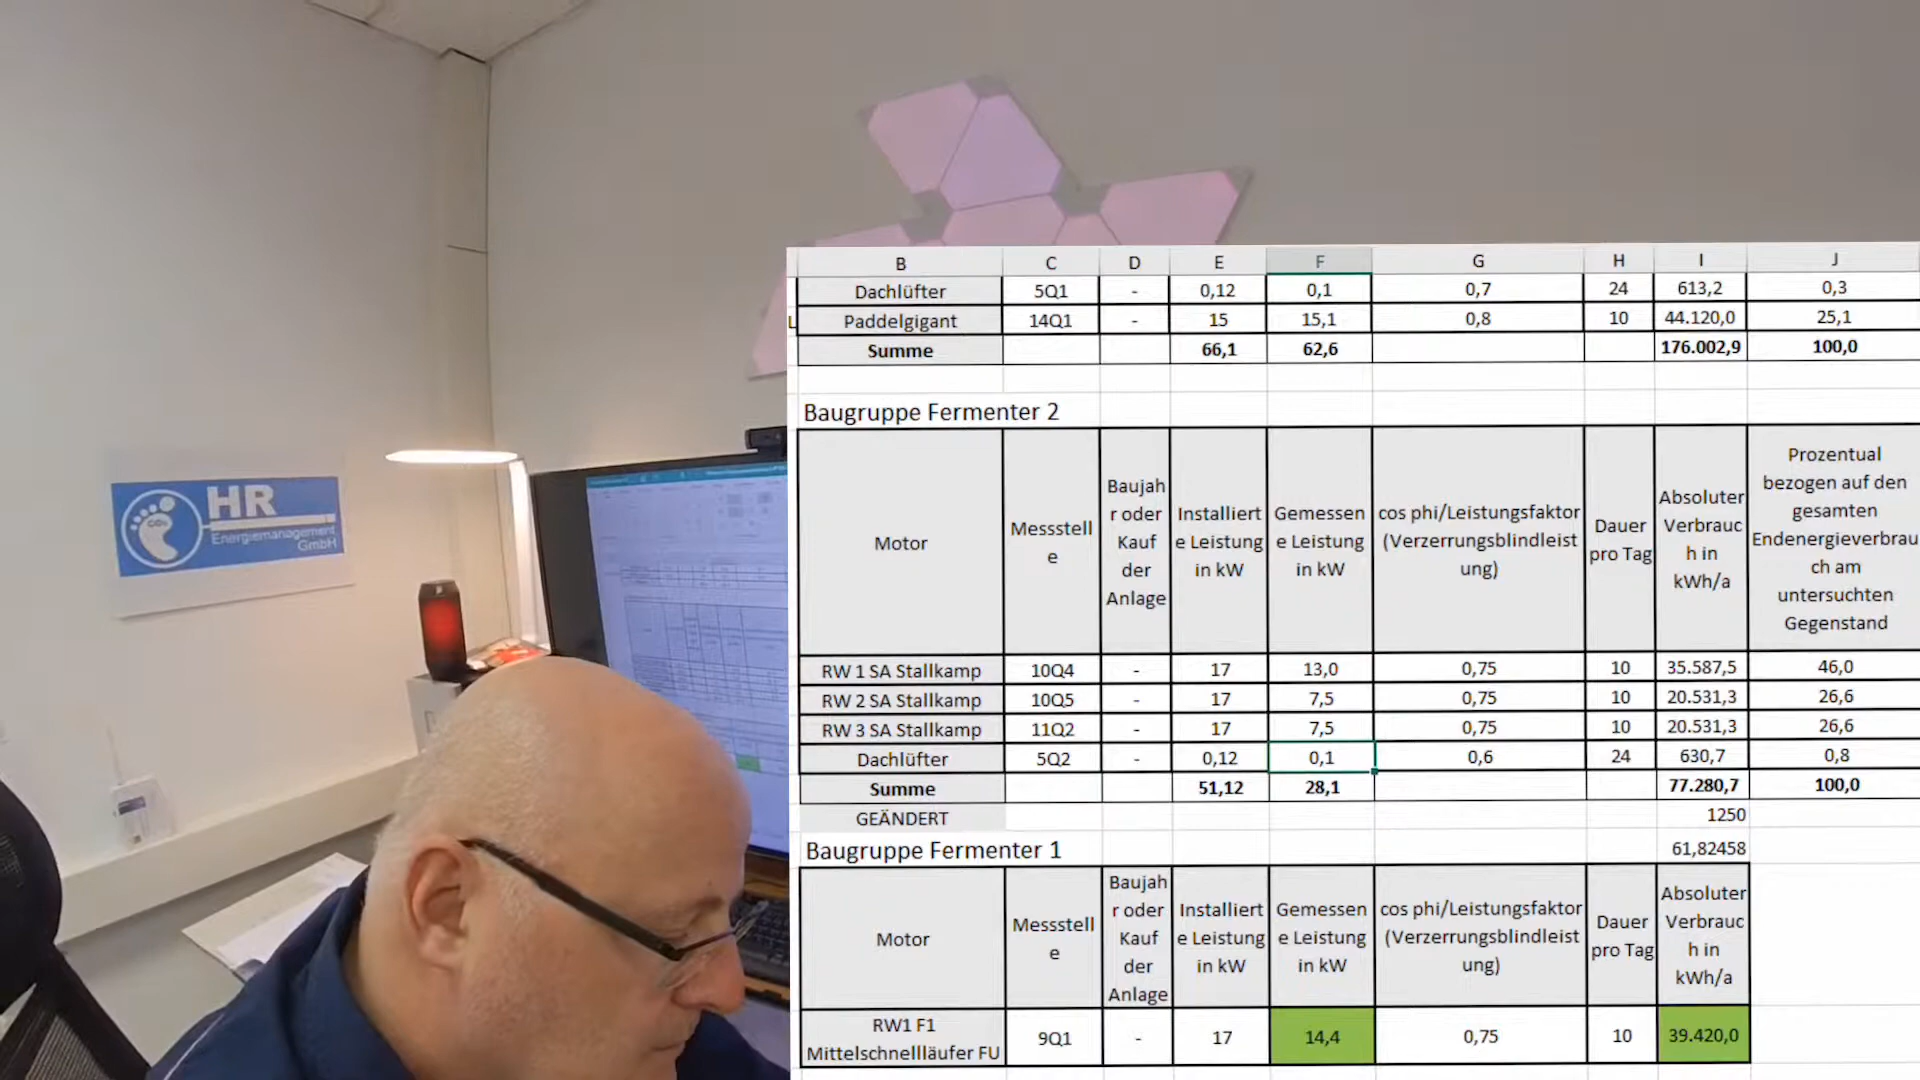 CO₂
HR
Energiemanagement
GmbH
B C D E F G H I J
Dachlüfter 5Q1 - 0,12 0,1 0,7 24 613,2 0,3
L Paddelgigant 14Q1 - 15 15,1 0,8 10 44.120,0 25,1
Summe 66,1 62,6 176.002,9 100,0
Baugruppe Fermenter 2
Motor
Messstell
e
Baujah
r oder
Kauf
der
Anlage
Installiert
e Leistung
in kW
Gemessen
e Leistung
in kW
cos phi/Leistungsfaktor
(Verzerrungsblindleist
ung)
Dauer
pro Tag
Absoluter
Verbrauc
h in
kWh/a
Prozentual
bezogen auf den
gesamten
Endenergieverbrau
ch am
untersuchten
Gegenstand
RW 1 SA Stallkamp 10Q4 - 17 13,0 0,75 10 35.587,5 46,0
RW 2 SA Stallkamp 10Q5 - 17 7,5 0,75 10 20.531,3 26,6
RW 3 SA Stallkamp 11Q2 - 17 7,5 0,75 10 20.531,3 26,6
Dachlüfter 5Q2 - 0,12 0,1 0,6 24 630,7 0,8
Summe 51,12 28,1 77.280,7 100,0
GEÄNDERT 1250
Baugruppe Fermenter 1 61,82458
Motor
Messstell
e
Baujah
r oder
Kauf
der
Anlage
Installiert
e Leistung
in kW
Gemessen
e Leistung
in kW
cos phi/Leistungsfaktor
(Verzerrungsblindleist
ung)
Dauer
pro Tag
Absoluter
Verbrauc
h in
kWh/a
RW1 F1
Mittelschnellläufer FU 9Q1 - 17 14,4 0,75 10 39.420,0